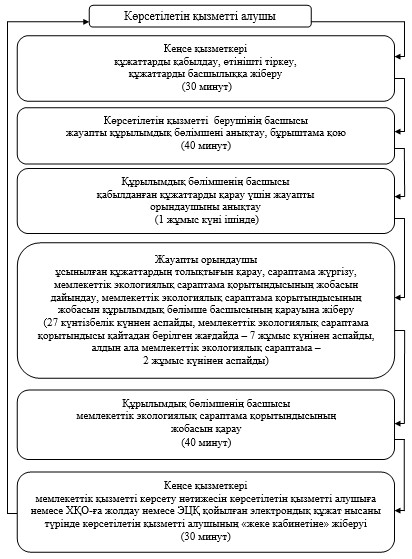 Көрсетілетін қызметті алушы
Кеңсе қызметкері
құжаттарды қабылдау, өтінішті тіркеу,
құжаттарды басшылыққа жіберу
(30 минут)
Көрсетілетін қызметті берушінің басшысы
жауапты құрылымдық бөлімшені анықтау, бұрыштама қою
(40 минут)
Құрылымдық бөлімшенің басшысы
қабылданған құжаттарды қарау үшін жауапты
орындаушыны анықтау
(1 жұмыс күні ішінде)
Жауапты орындаушы
ұсынылған құжаттардың толықтығын қарау, сараптама жүргізу,
мемлекеттік экологиялық сараптама қорытындысының жобасын
дайындау, мемлекеттік экологиялық сараптама қорытындысының
жобасын құрылымдық бөлімше басшысының қарауына жіберу
(27 күнтізбелік күннен аспайды, мемлекеттік экологиялық сараптама
қорытындысы қайтадан берілген жағдайда – 7 жұмыс күнінен аспайды,
алдын ала мемлекеттік экологиялық сараптама –
2 жұмыс күнінен аспайды)
Құрылымдық бөлімшенің басшысы
мемлекеттік экологиялық сараптама қорытындысының
жобасын қарау
(40 минут)
Кеңсе қызметкері
мемлекеттік қызметті көрсету нәтижесін көрсетілетін қызметті алушыға
немесе ХҚО-ға жолдау немесе ЭЦҚ қойылған электрондық құжат нысаны
түрінде көрсетілетін қызметті алушының «жеке кабинетіне» жіберуі
(30 минут)